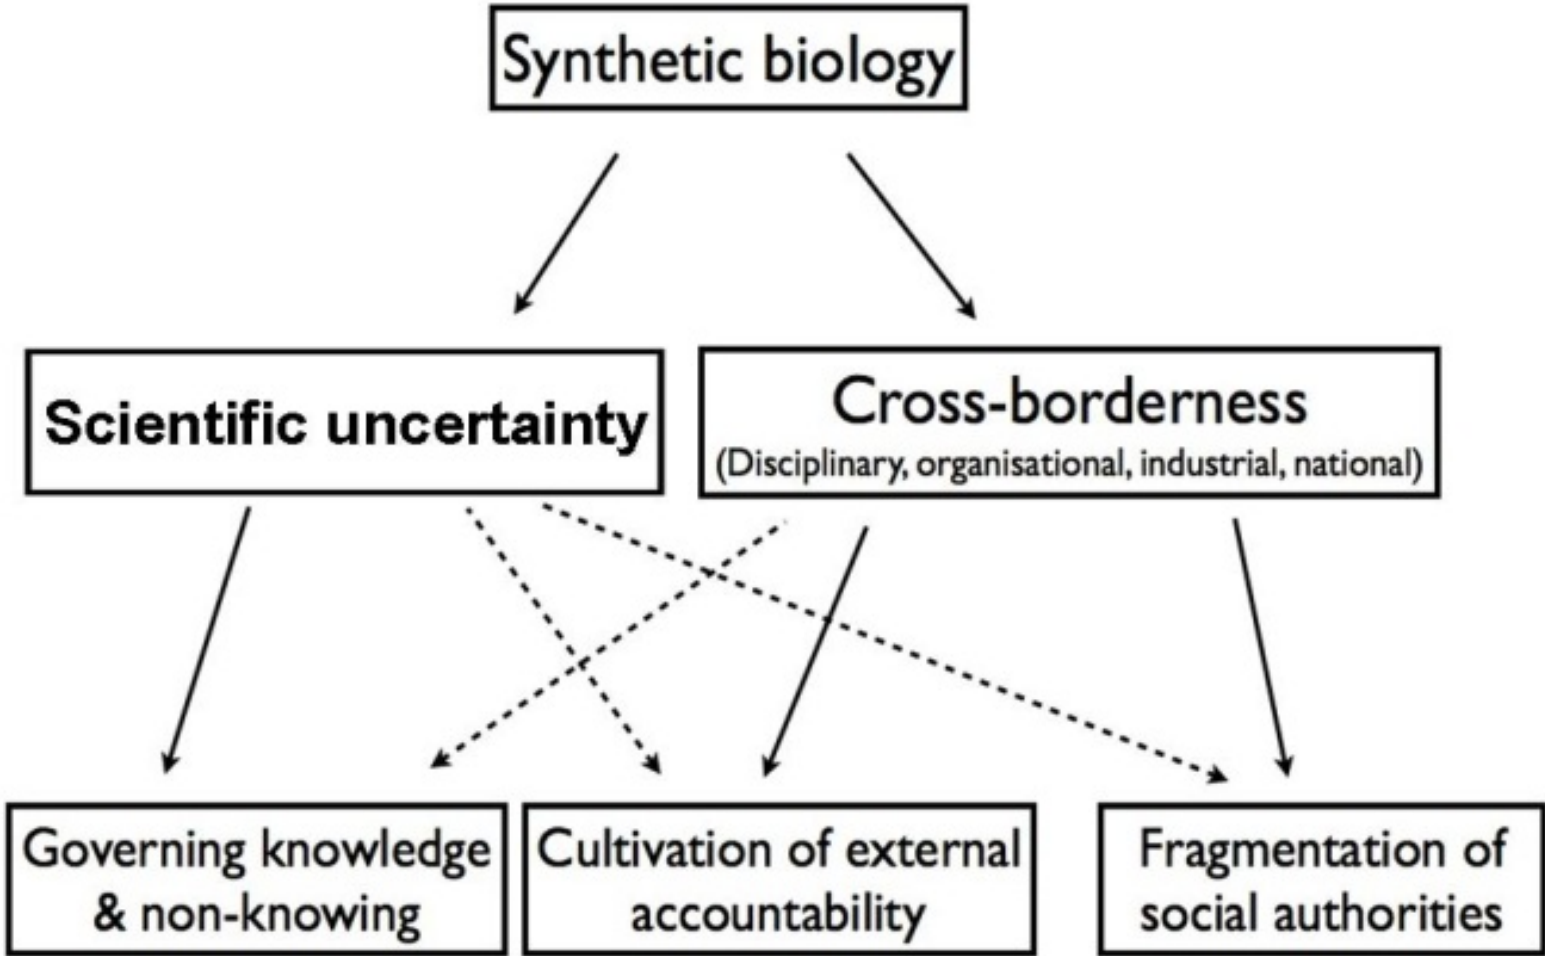 Synthetic biology
Scientific uncertainty
Cross-borderness
(Disciplinary, organisational, industrial, national)
Governing knowledge
& non-knowing
Cultivation of external
accountability
Fragmentation of
social authorities